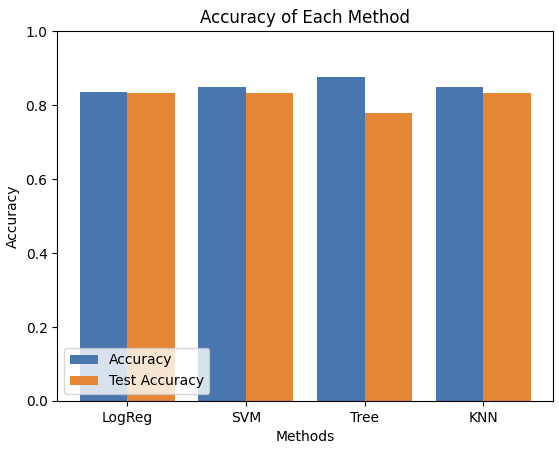 Accuracy of Each Method
1.0
0.8
0.6
0.4
0.2
0.0
Accuracy
Accuracy
Test Accuracy
LogReg SVM Tree KNN
Methods